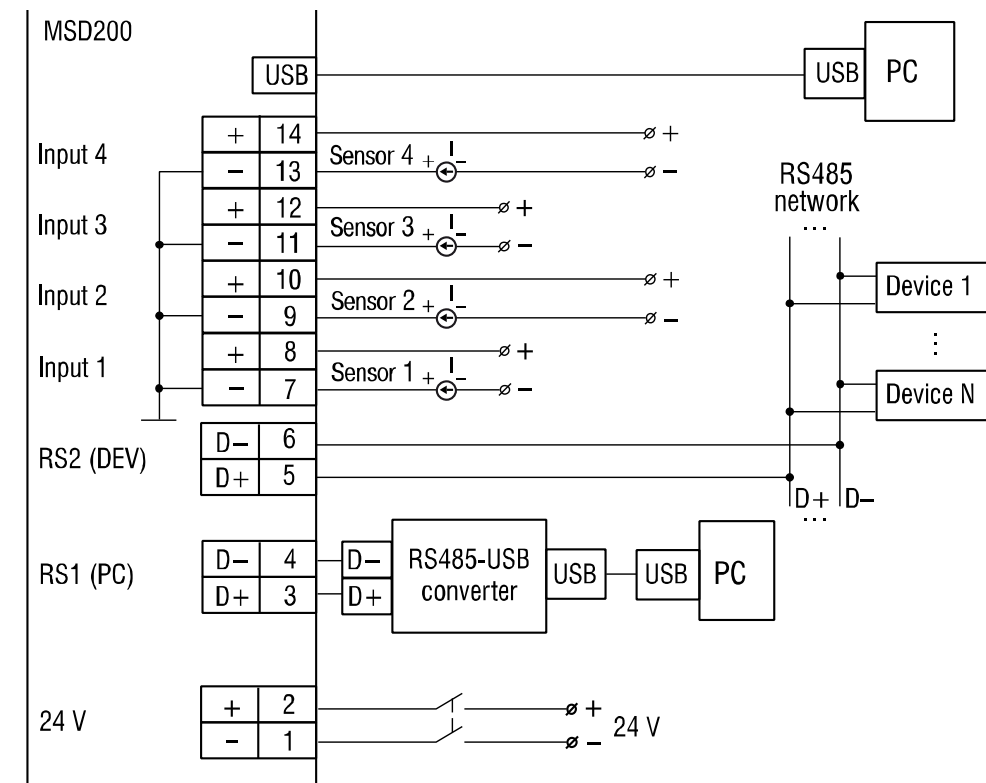 MSD200
USB
USB PC
Input 4
+ 14
− 13
Sensor 4 + I −
+
−
Input 3
+ 12
− 11
Sensor 3 + I −
+
−
Input 2
+ 10
− 9
Sensor 2 + I −
+
−
Input 1
+ 8
− 7
Sensor 1 + I −
+
−
RS485
network
...
Device 1
⋮
Device N
D+ D−
...
RS2 (DEV)
D− 6
D+ 5
RS1 (PC)
D− 4
D+ 3
D−
D+
RS485-USB
converter
USB
USB
PC
24 V
+ 2
− 1
+
−
24 V